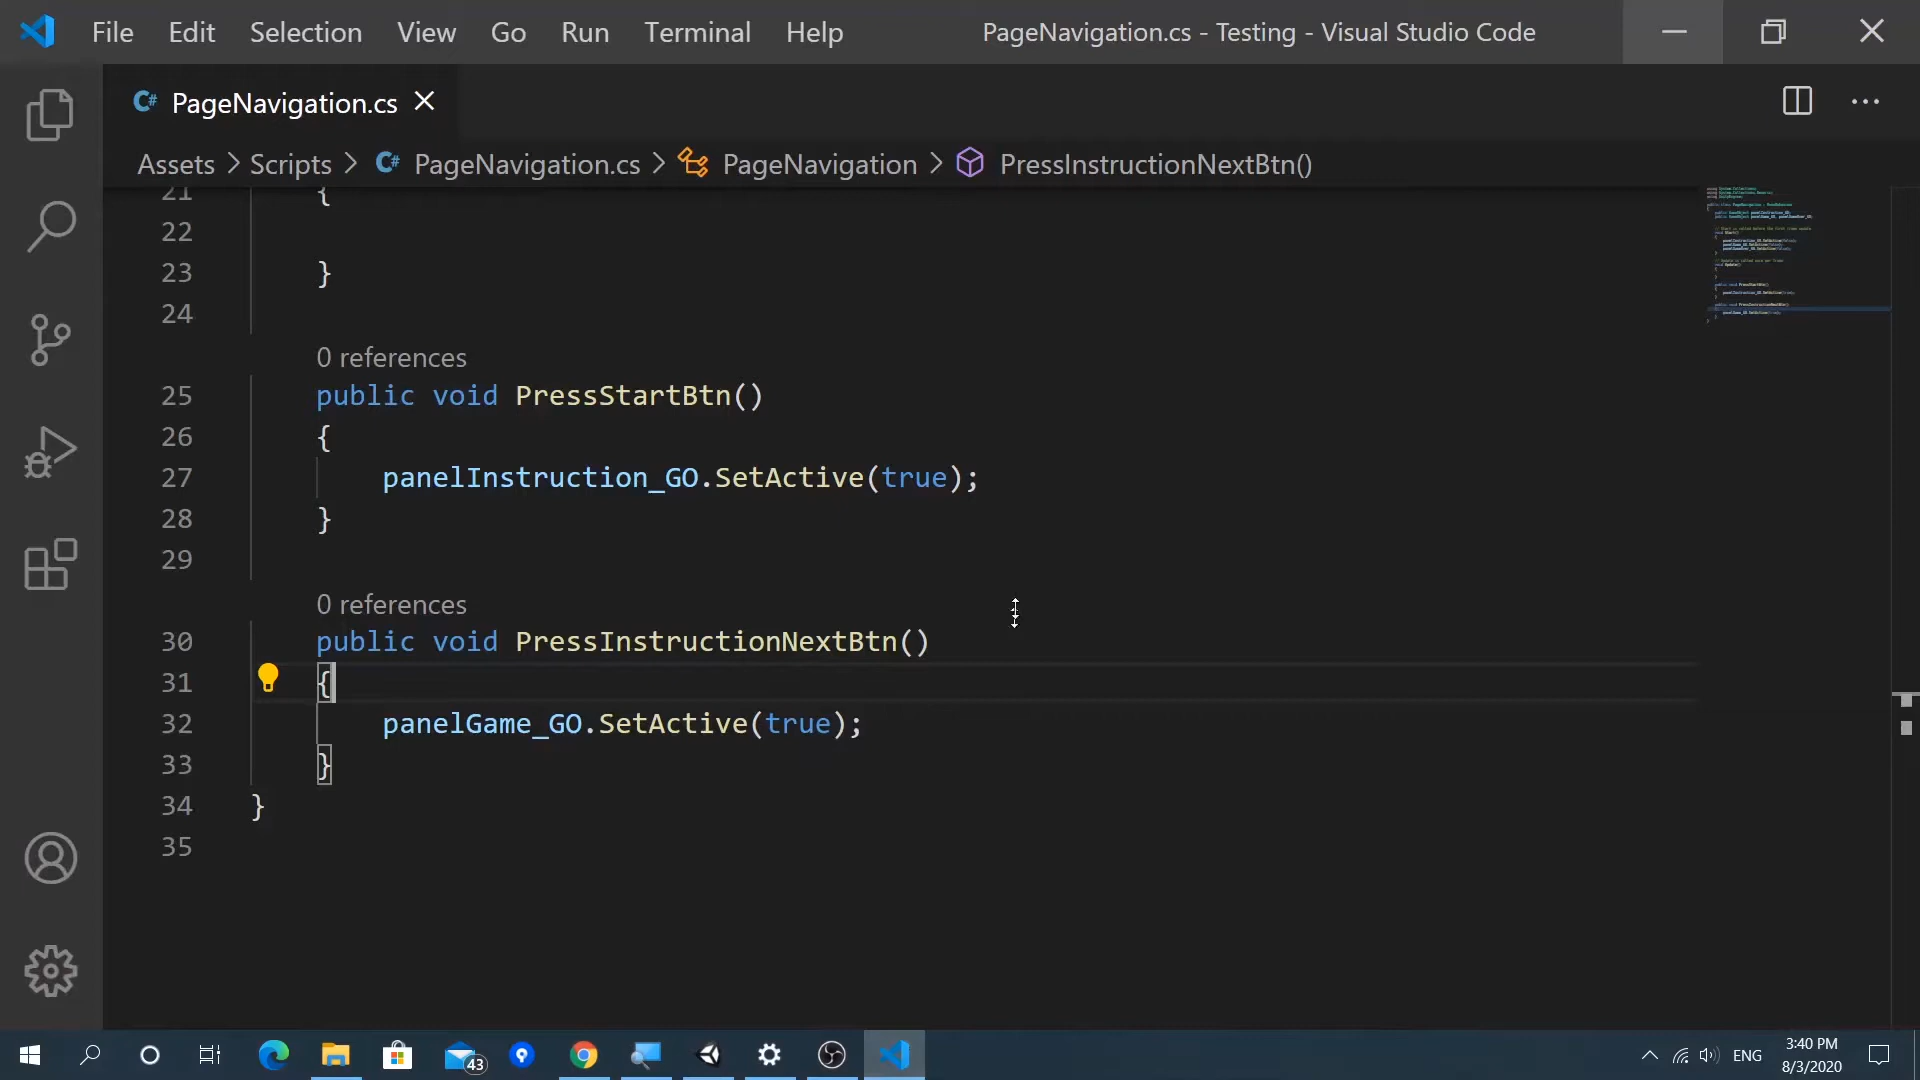 File Edit Selection View Go Run Terminal Help PageNavigation.cs - Testing - Visual Studio Code
C# PageNavigation.cs
Assets > Scripts > C# PageNavigation.cs > PageNavigation > PressInstructionNextBtn()
21 {
22
23 }
24
0 references
25 public void PressStartBtn()
26 {
27 panelInstruction_GO.SetActive(true);
28 }
29
0 references
30 public void PressInstructionNextBtn()
31 {
32 panelGame_GO.SetActive(true);
33 }
34 }
35
43
ENG
3:40 PM
8/3/2020